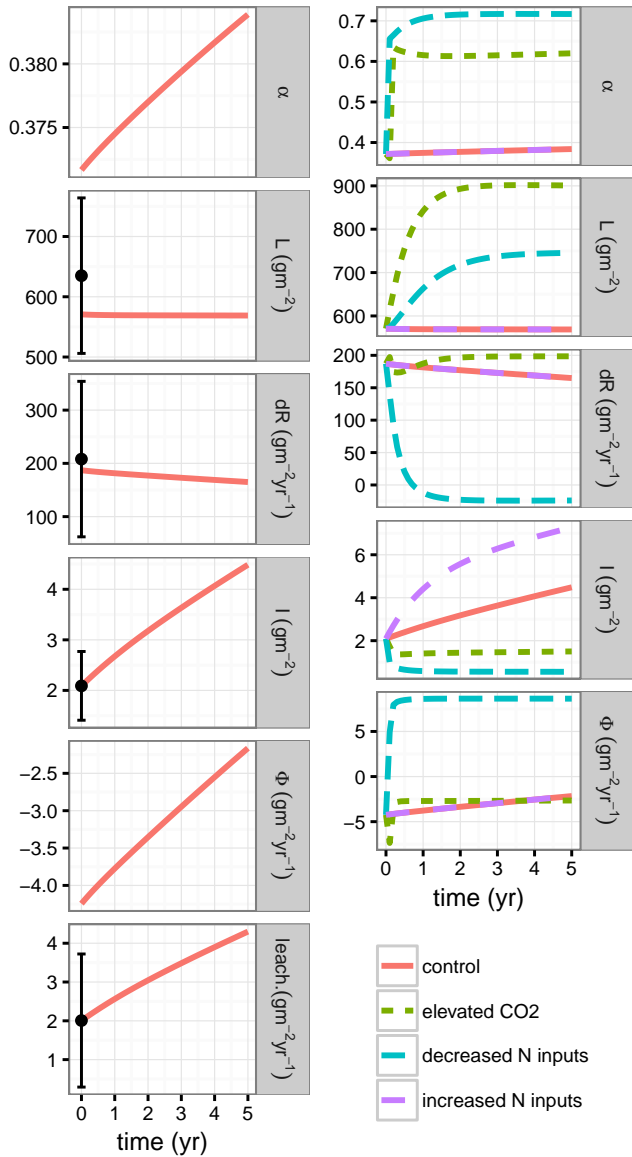 0.380
0.375
α
700
600
500
L (gm−2)
300
200
100
dR (gm−2yr−1)
4
3
2
I (gm−2)
−2.5
−3.0
−3.5
−4.0
Φ (gm−2yr−1)
4
3
2
1
leach.(gm−2yr−1)
0 1 2 3 4 5
time (yr)
0.7
0.6
0.5
0.4
α
900
800
700
600
L (gm−2)
200
150
100
50
0
dR (gm−2yr−1)
6
4
2
I (gm−2)
5
0
−5
Φ (gm−2yr−1)
0 1 2 3 4 5
time (yr)
control
elevated CO2
decreased N inputs
increased N inputs